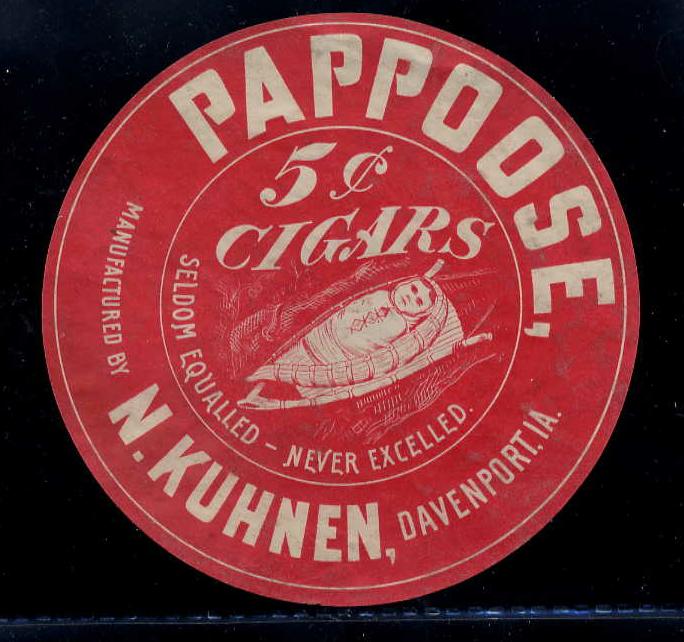 PAPPOOSE,
5¢
CIGARS
SELDOM EQUALLED – NEVER EXCELLED.
MANUFACTURED BY
N. KUHNEN, DAVENPORT, IA.